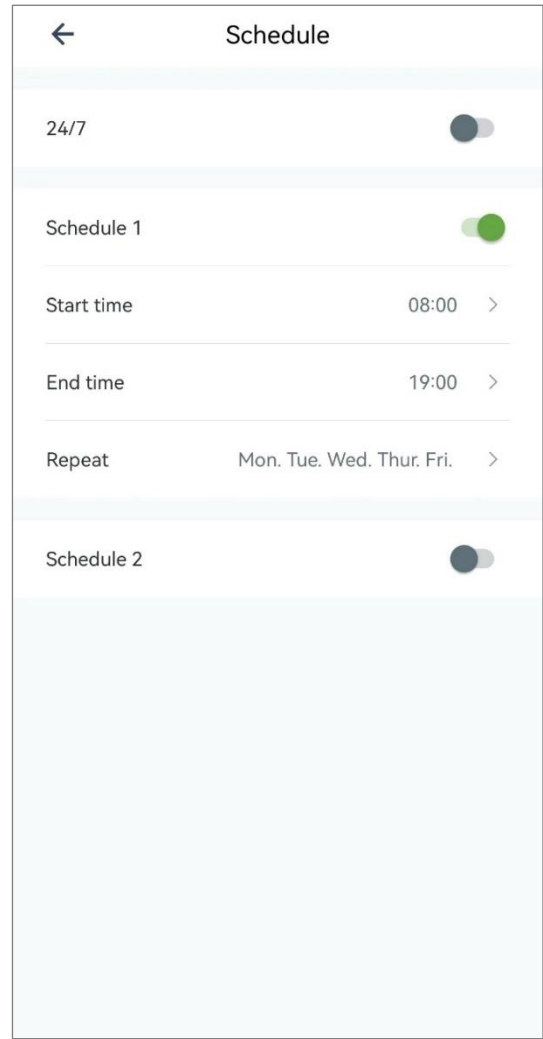 Schedule
24/7
Schedule 1
Start time 08:00
End time 19:00
Repeat Mon. Tue. Wed. Thur. Fri.
Schedule 2